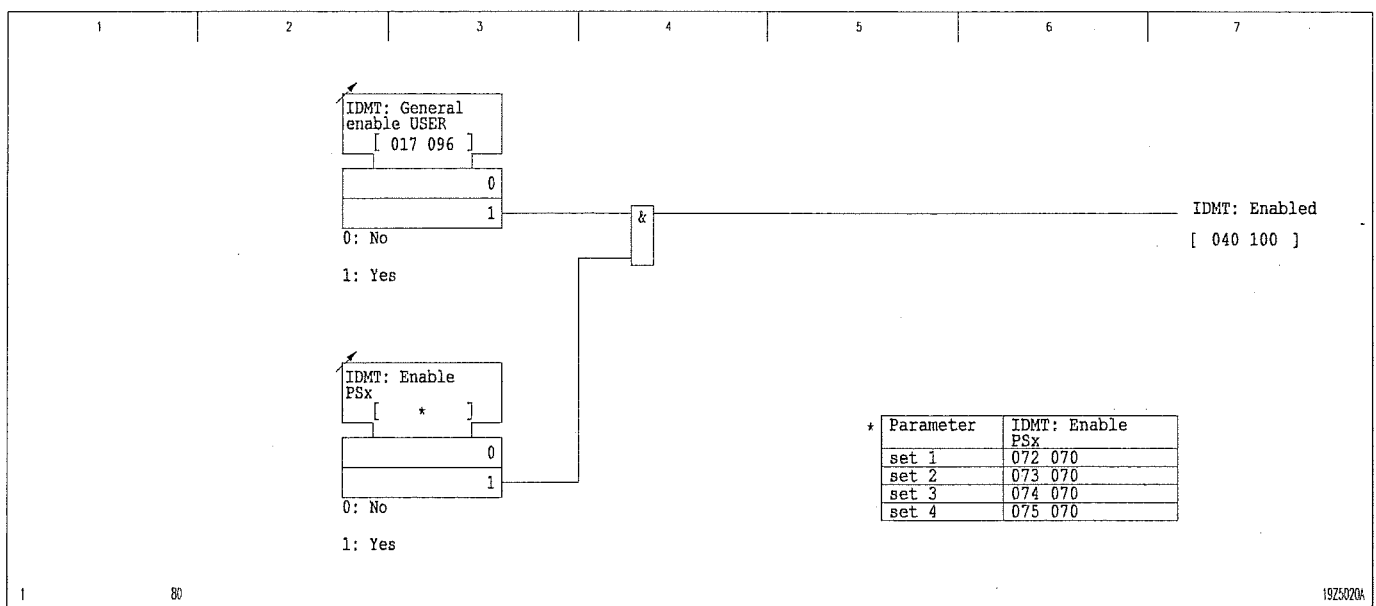 1 2 3 4 5 6 7
IDMT: General
enable USER
[ 017 096 ]
0
1
0: No
1: Yes
&
IDMT: Enabled
[ 040 100 ]
IDMT: Enable
PSx
[ * ]
0
1
0: No
1: Yes
* Parameter IDMT: Enable
PSx
set 1 072 070
set 2 073 070
set 3 074 070
set 4 075 070
1 80 19Z5020A